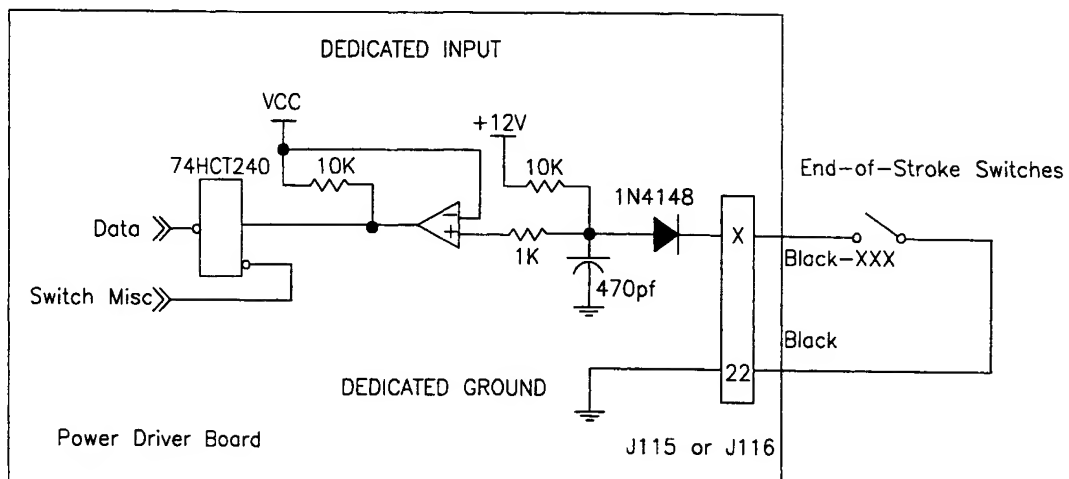 DEDICATED INPUT
VCC
+12V
74HCT240
10K
10K
End-of-Stroke Switches
1N4148
Data
-
+
1K
X
Black-XXX
470pf
Switch Misc
Black
DEDICATED GROUND
22
Power Driver Board
J115 or J116